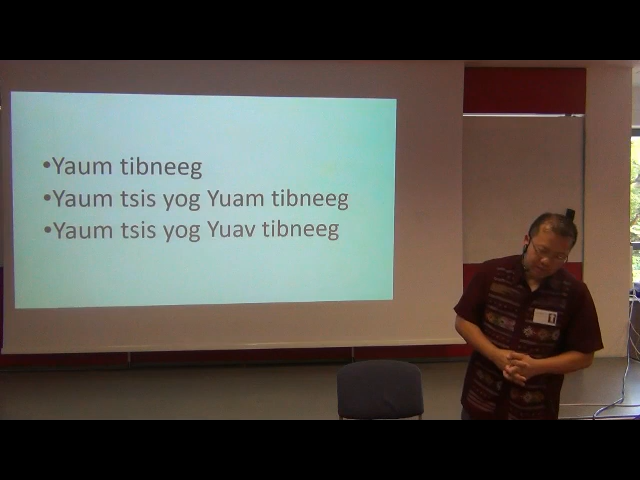 •Yaum tibneeg
•Yaum tsis yog Yuam tibneeg
•Yaum tsis yog Yuav tibneeg